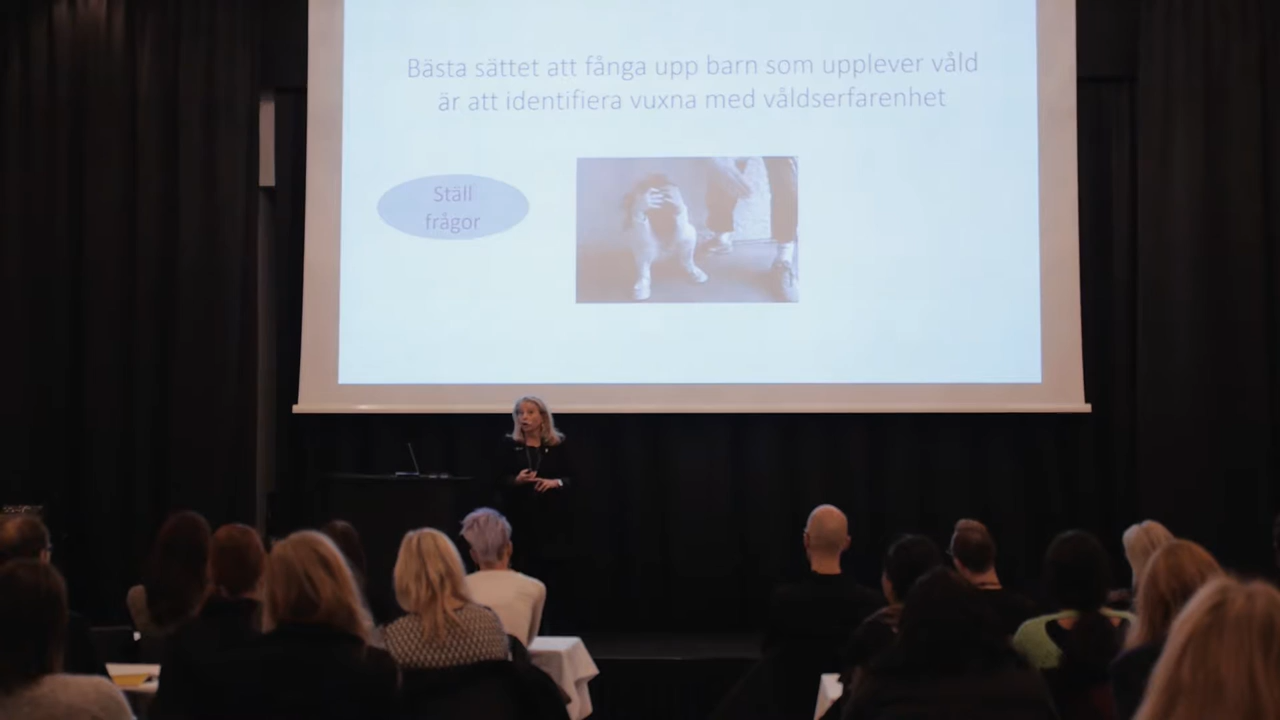 Bästa sättet att fånga upp barn som upplever våld
är att identifiera vuxna med våldserfarenhet
Ställ
frågor